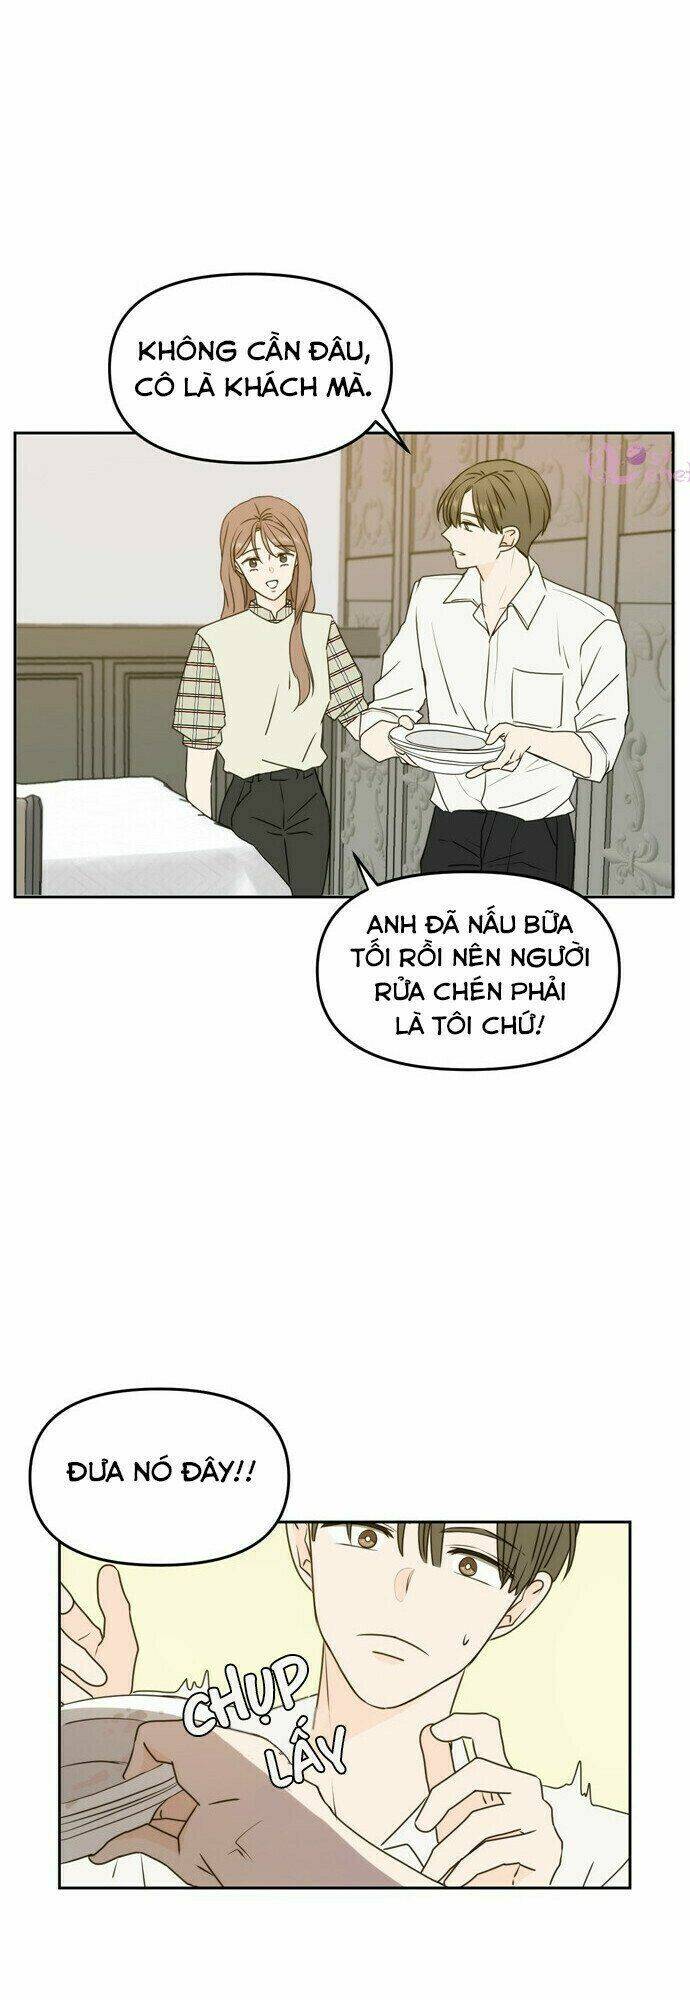 KHÔNG CẦN ĐÂU,
CÔ LÀ KHÁCH MÀ.
ANH ĐÃ NẤU BỮA
TỐI RỒI NÊN NGƯỜI
RỬA CHÉN PHẢI
LÀ TÔI CHỨ!
ĐƯA NÓ ĐÂY!!
CHỤP
LẤY